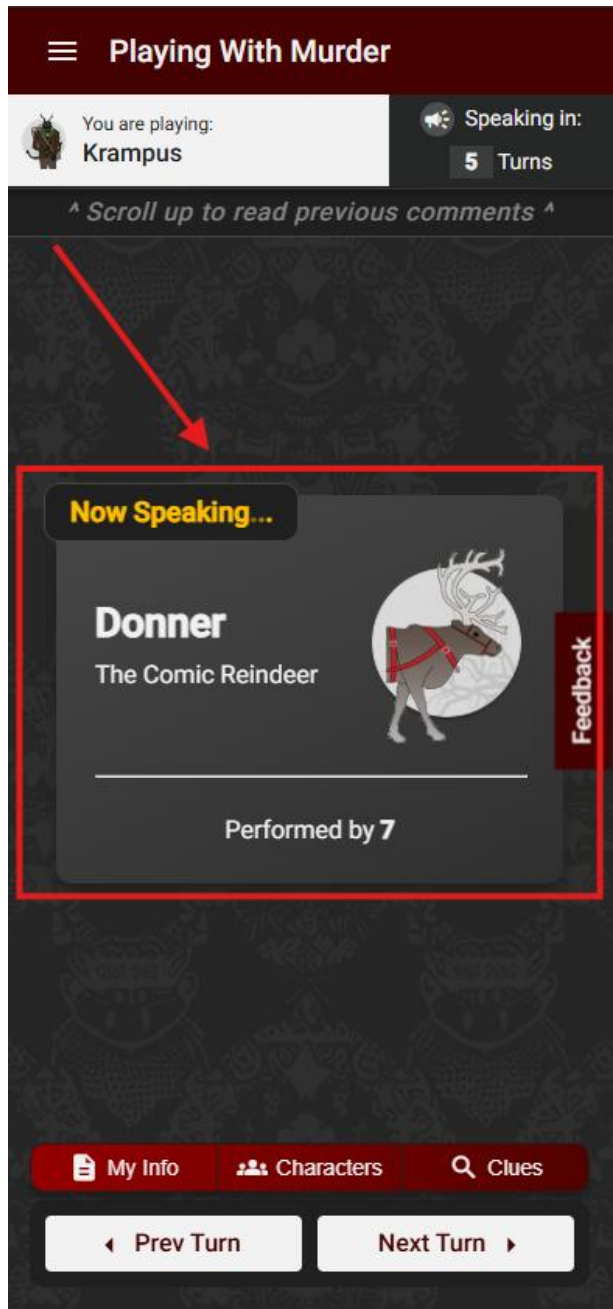 Playing With Murder
You are playing:
Krampus
Speaking in:
5 Turns
^ Scroll up to read previous comments ^
Now Speaking...
Donner
The Comic Reindeer
Performed by 7
Feedback
My Info
Characters
Clues
Prev Turn
Next Turn